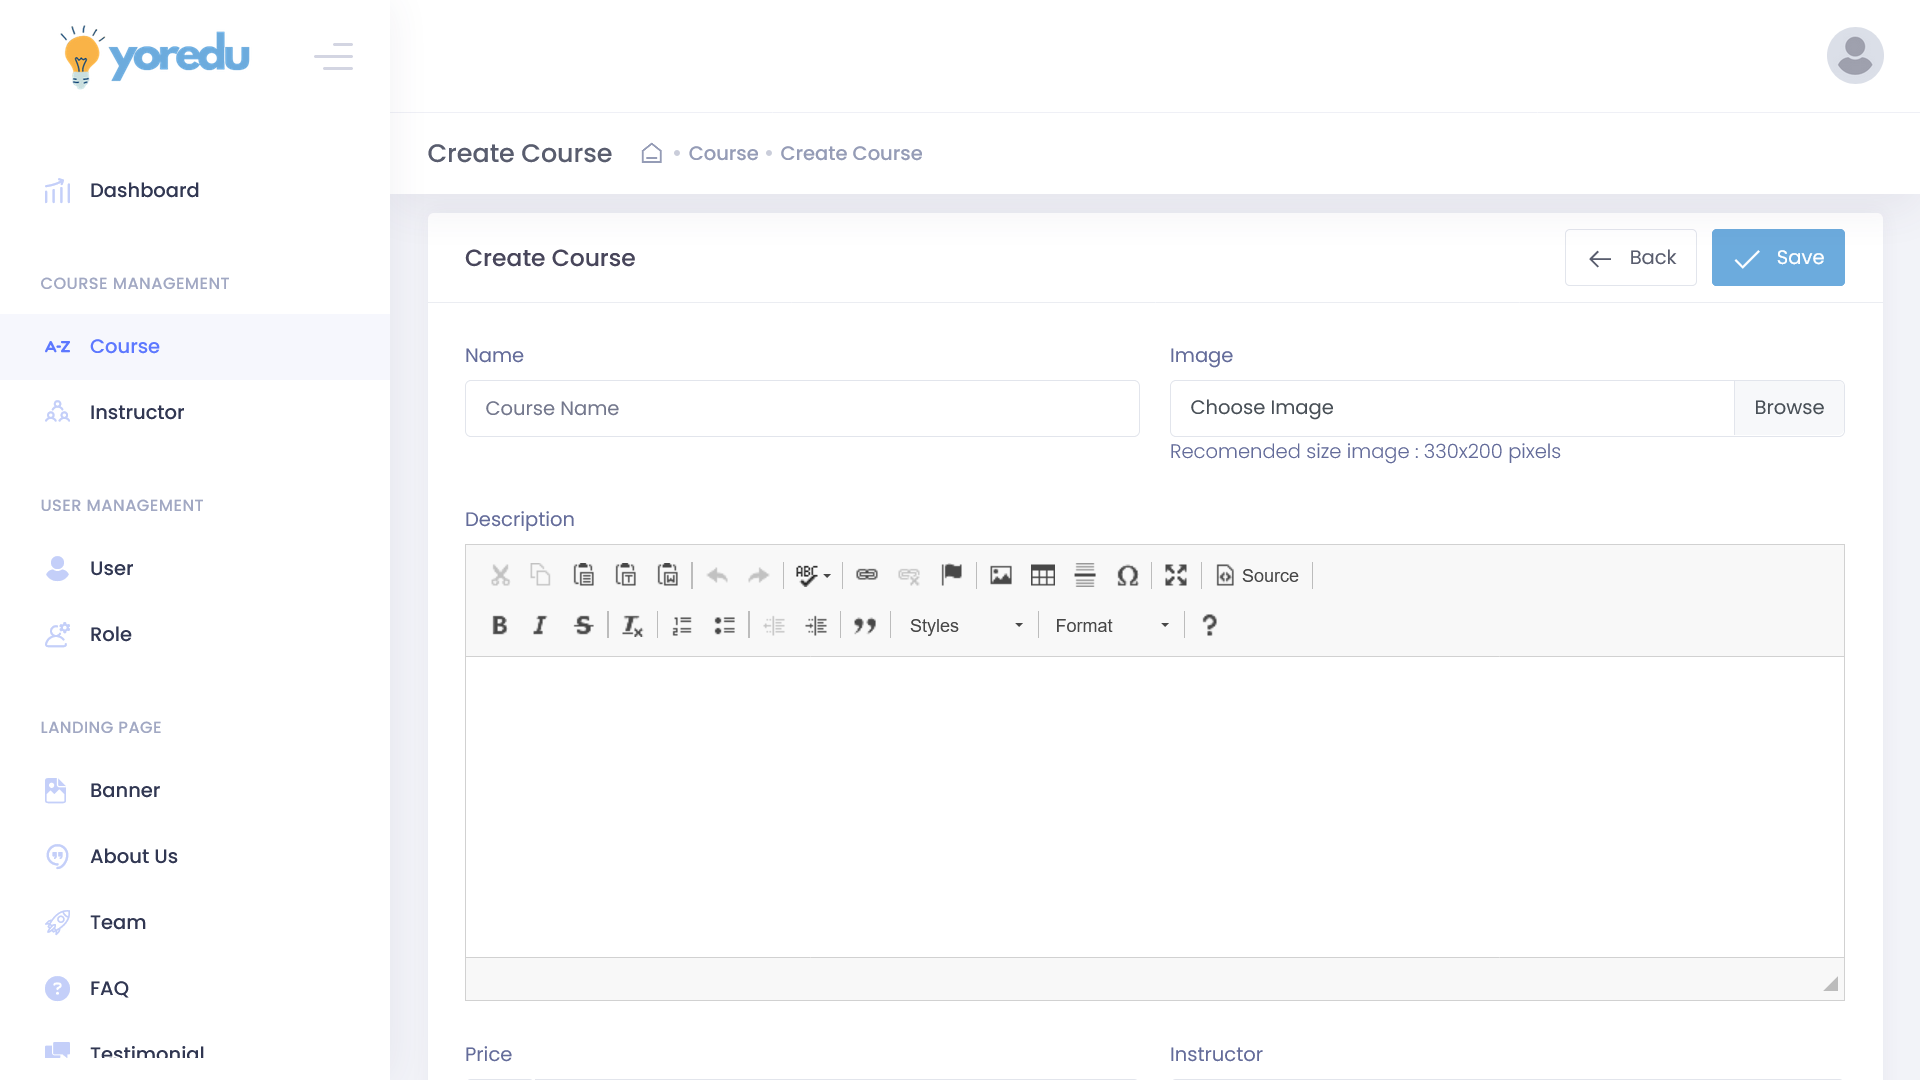 yoredu
Dashboard
COURSE MANAGEMENT
A-Z Course
Instructor
USER MANAGEMENT
User
Role
LANDING PAGE
Banner
About Us
Team
? FAQ
Testimonial
Create Course
Course
Create Course
Create Course
Back
Save
Name
Course Name
Image
Choose Image
Browse
Recomended size image : 330x200 pixels
Description
ABC
Source
B I S Tx
Styles
Format
?
Price
Instructor